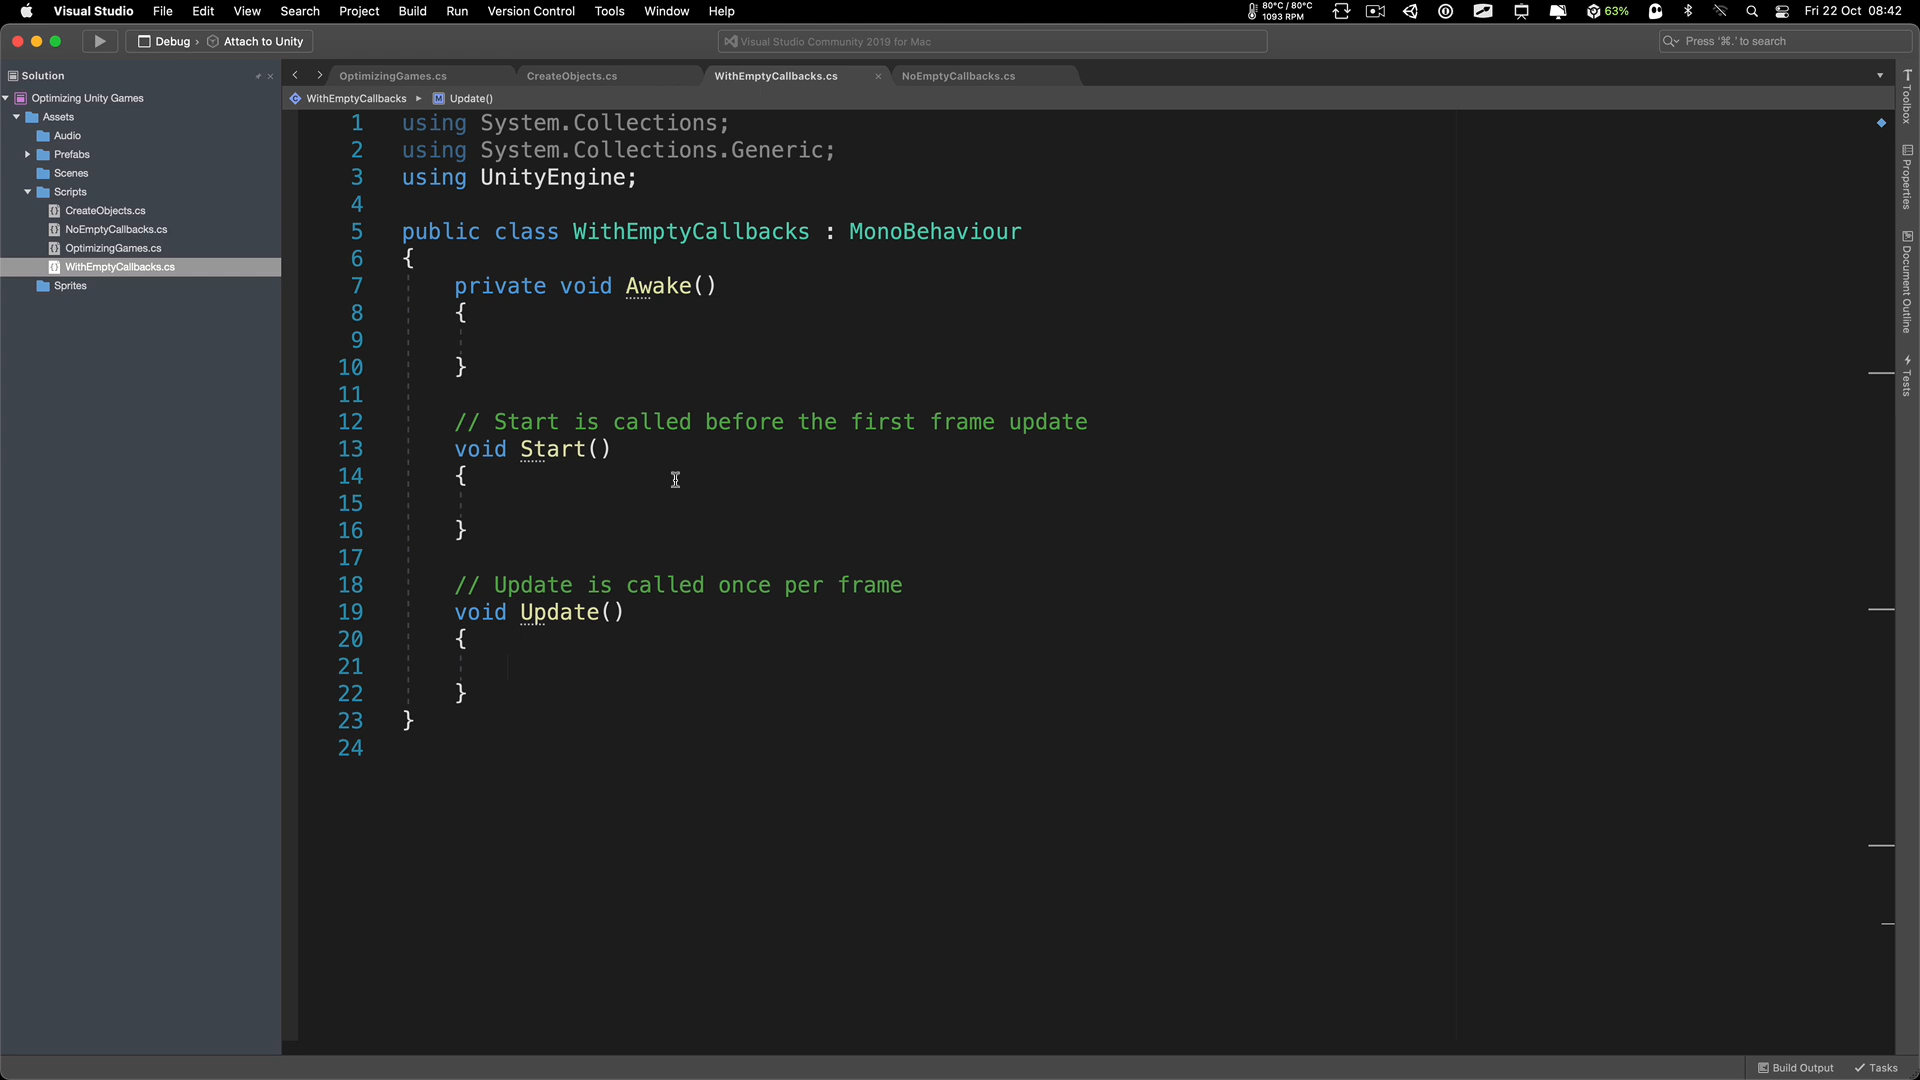 Visual Studio File Edit View Search Project Build Run Version Control Tools Window Help
80°C / 80°C
1093 RPM
63%
Fri 22 Oct 08:42
Debug › Attach to Unity
Visual Studio Community 2019 for Mac
Press ‘⌘.’ to search
Solution
Optimizing Unity Games
Assets
Audio
Prefabs
Scenes
Scripts
CreateObjects.cs
NoEmptyCallbacks.cs
OptimizingGames.cs
WithEmptyCallbacks.cs
Sprites
OptimizingGames.cs CreateObjects.cs WithEmptyCallbacks.cs × NoEmptyCallbacks.cs
WithEmptyCallbacks ▸ M Update()
1 using System.Collections;
2 using System.Collections.Generic;
3 using UnityEngine;
4
5 public class WithEmptyCallbacks : MonoBehaviour
6 {
7 private void Awake()
8 {
9
10 }
11
12 // Start is called before the first frame update
13 void Start()
14 {
15
16 }
17
18 // Update is called once per frame
19 void Update()
20 {
21
22 }
23 }
24
Toolbox
Properties
Document Outline
Tests
Build Output
Tasks